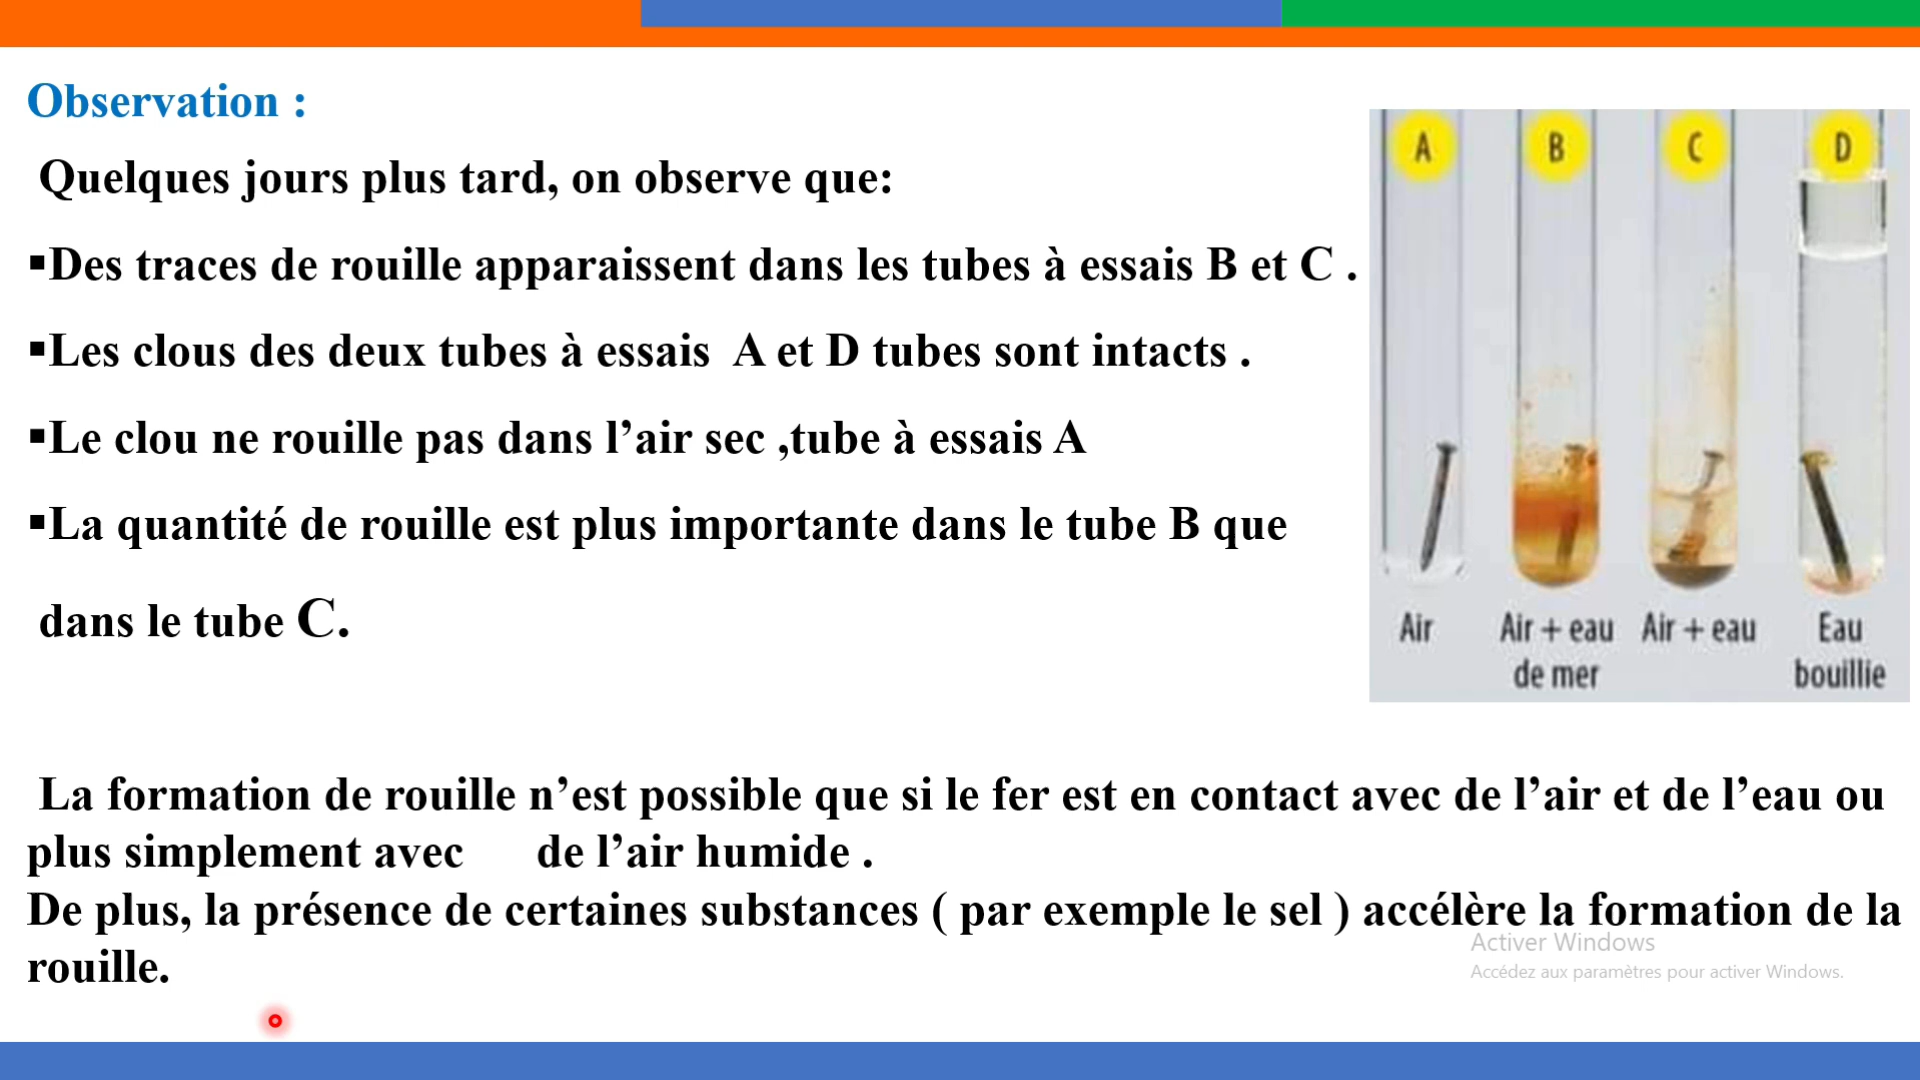 Observation :
Quelques jours plus tard, on observe que:
▪Des traces de rouille apparaissent dans les tubes à essais B et C .
▪Les clous des deux tubes à essais A et D tubes sont intacts .
▪Le clou ne rouille pas dans l’air sec ,tube à essais A
▪La quantité de rouille est plus importante dans le tube B que
dans le tube C.
A B C D
Air
Air + eau
de mer
Air + eau
Eau
bouillie
La formation de rouille n’est possible que si le fer est en contact avec de l’air et de l’eau ou
plus simplement avec de l’air humide .
De plus, la présence de certaines substances ( par exemple le sel ) accélère la formation de la
rouille.
Activer Windows
Accédez aux paramètres pour activer Windows.